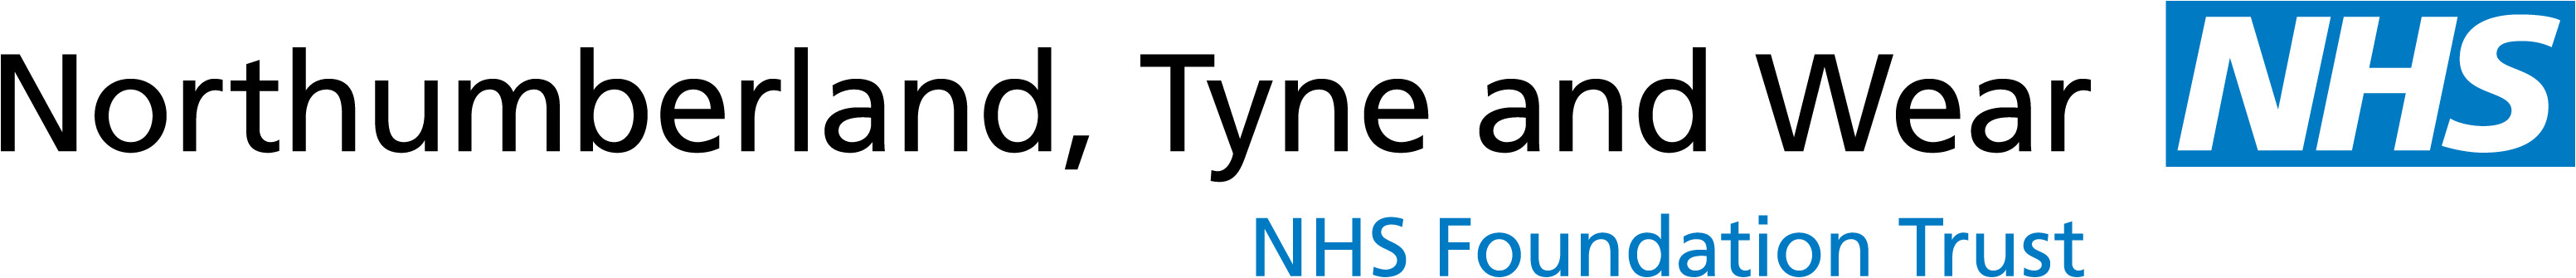 Northumberland, Tyne and Wear NHS
NHS Foundation Trust